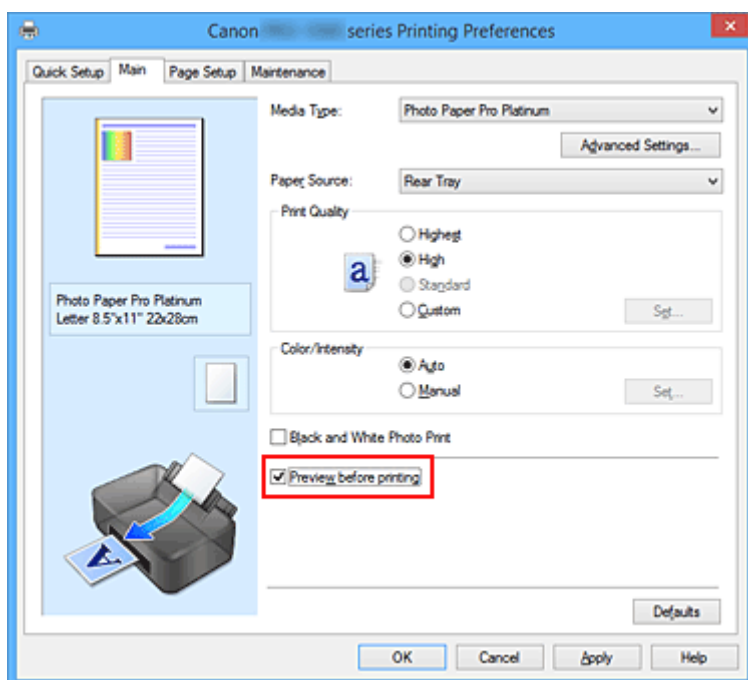 Canon series Printing Preferences
Quick Setup Main Page Setup Maintenance
Media Type: Photo Paper Pro Platinum
Advanced Settings...
Paper Source: Rear Tray
Print Quality
Highest
a High
Standard
Custom Set...
Photo Paper Pro Platinum
Letter 8.5"x11" 22x28cm
Color/Intensity
Auto
Manual Set...
Black and White Photo Print
Preview before printing
A
Defaults
OK Cancel Apply Help